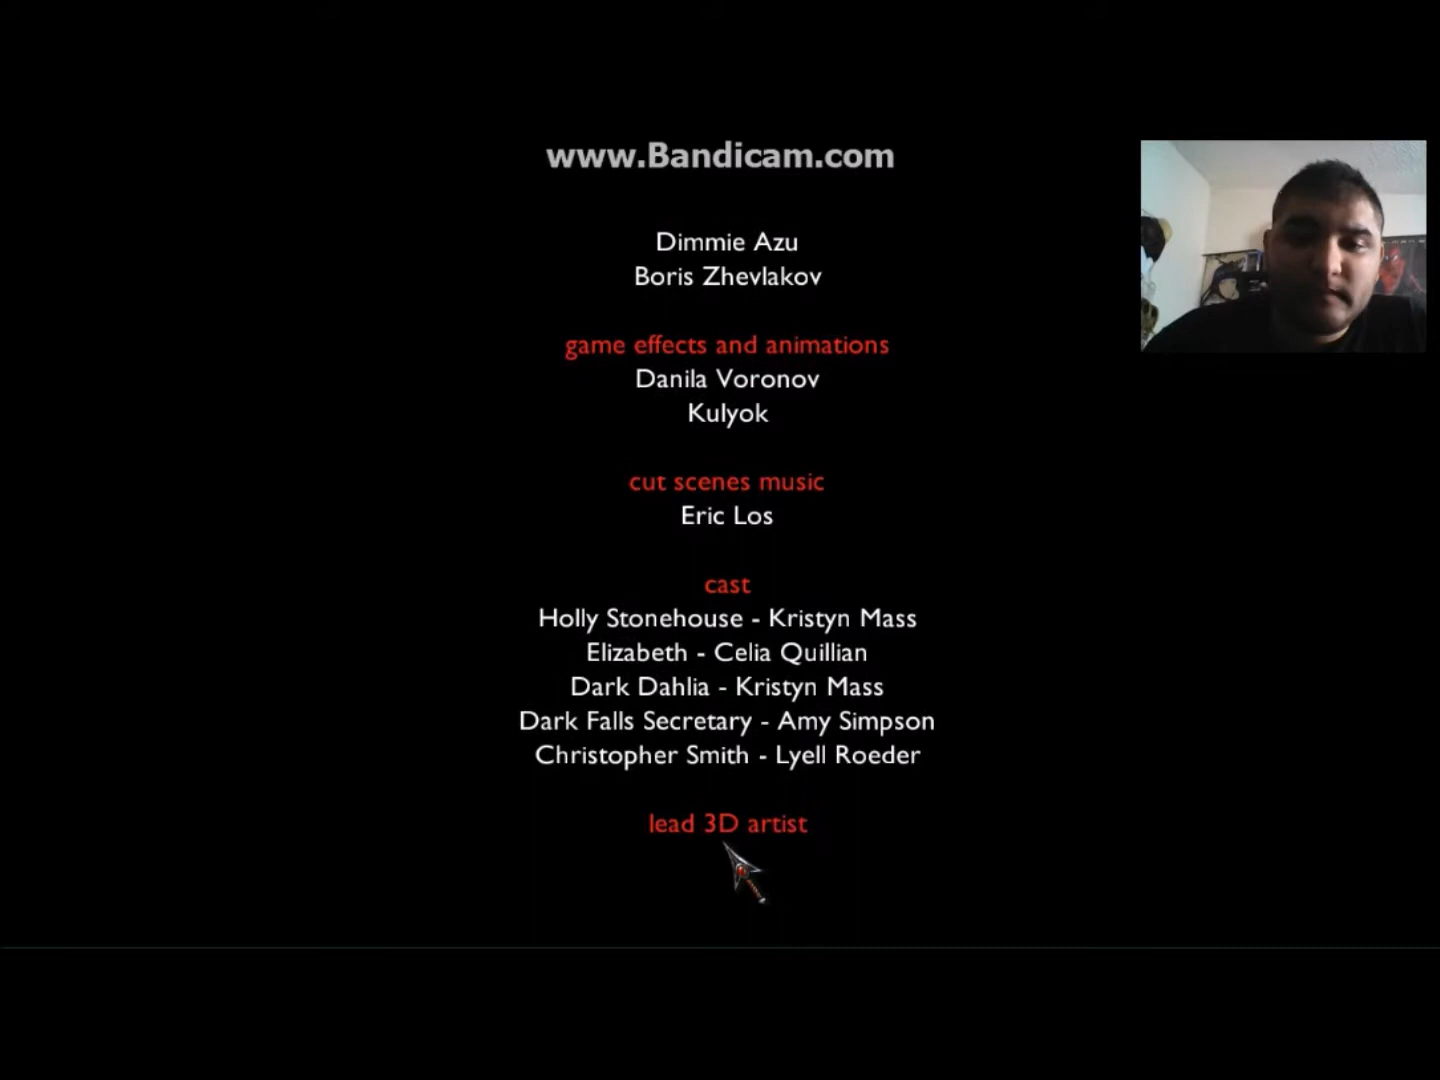 www.Bandicam.com
Dimmie Azu
Boris Zhevlakov
game effects and animations
Danila Voronov
Kulyok
cut scenes music
Eric Los
cast
Holly Stonehouse - Kristyn Mass
Elizabeth - Celia Quillian
Dark Dahlia - Kristyn Mass
Dark Falls Secretary - Amy Simpson
Christopher Smith - Lyell Roeder
lead 3D artist